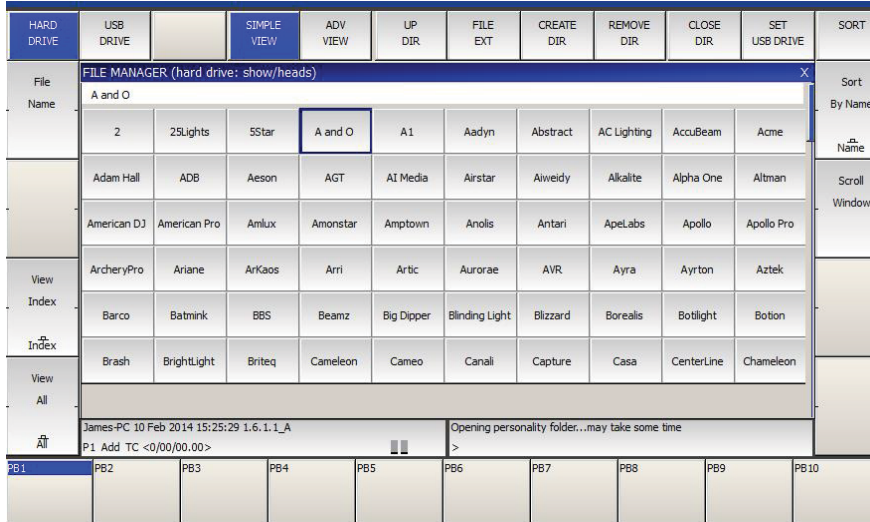 HARD DRIVE
USB DRIVE
SIMPLE VIEW
ADV VIEW
UP DIR
FILE EXT
CREATE DIR
REMOVE DIR
CLOSE DIR
SET USB DRIVE
SORT
File Name
FILE MANAGER (hard drive: show/heads) X
A and O
Sort By Name
Name
2 25Lights 5Star A and O A1 Aadyn Abstract AC Lighting AccuBeam Acme
Adam Hall ADB Aeson AGT AI Media Airstar Aiweidy Alkalite Alpha One Altman
Scroll Window
American DJ American Pro Amlux Amonstar Amptown Anolis Antari ApeLabs Apollo Apollo Pro
ArcheryPro Ariane ArKaos Arri Artic Aurorae AVR Ayra Ayrton Aztek
View Index
Index
Barco Batmink BBS Beamz Big Dipper Blinding Light Blizzard Borealis Botilight Botion
Brash BrightLight Briteq Cameleon Cameo Canali Capture Casa CenterLine Chameleon
View All
All
James-PC 10 Feb 2014 15:25:29 1.6.1.1_A
P1 Add TC <0/00/00.00>
Opening personality folder...may take some time
>
PB1 PB2 PB3 PB4 PB5 PB6 PB7 PB8 PB9 PB10